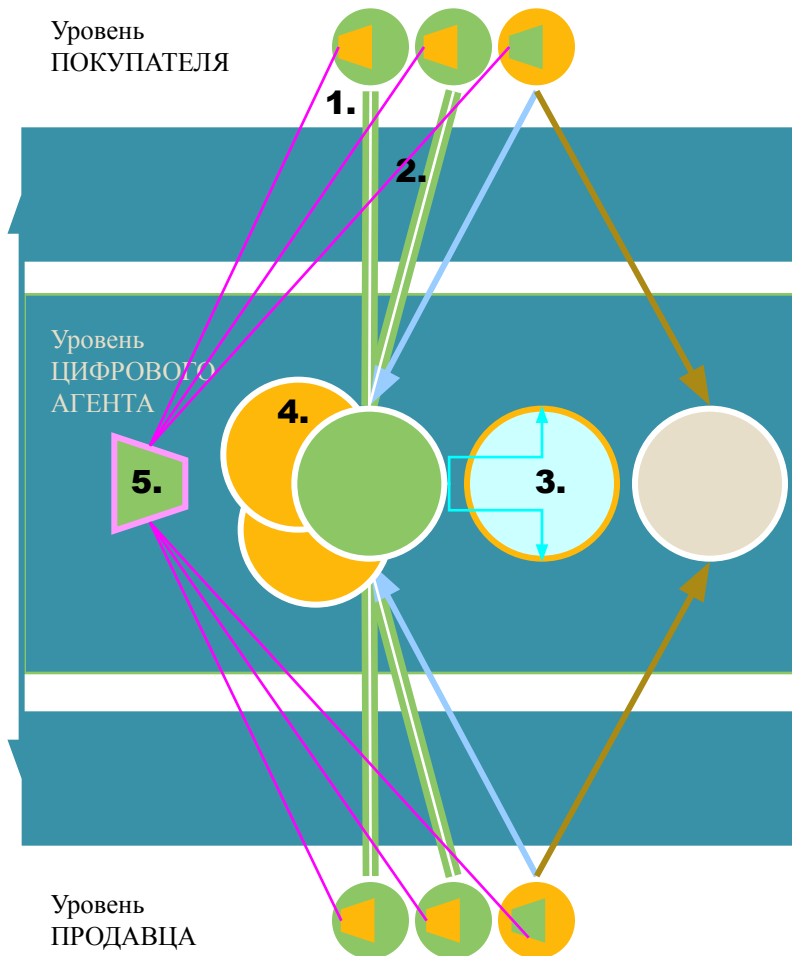 Уровень
ПОКУПАТЕЛЯ
1.
2.
Уровень
ЦИФРОВОГО
АГЕНТА
4.
5.
3.
Уровень
ПРОДАВЦА